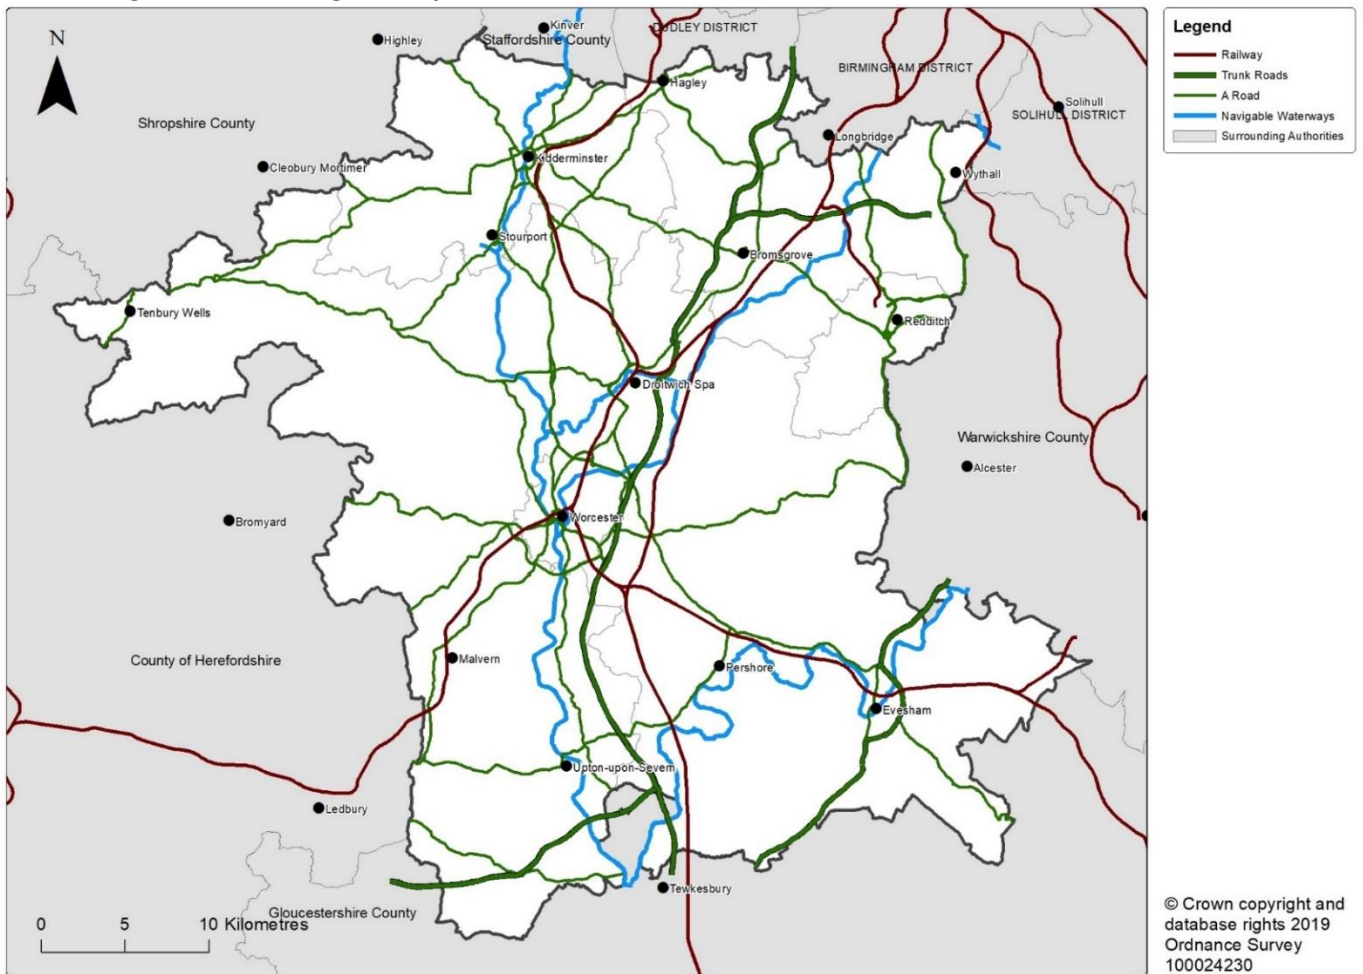 N
Kinver
Staffordshire County
DUDLEY DISTRICT
Highley
Hagley
BIRMINGHAM DISTRICT
Solihull
SOLIHULL DISTRICT
Shropshire County
Longbridge
Kidderminster
Cleobury Mortimer
Wythall
Stourport
Bromsgrove
Tenbury Wells
Redditch
Droitwich Spa
Warwickshire County
Alcester
Bromyard
Worcester
County of Herefordshire
Malvern
Pershore
Evesham
Upton-upon-Severn
Ledbury
Tewkesbury
Gloucestershire County
0 5 10 Kilometres
Legend
Railway
Trunk Roads
A Road
Navigable Waterways
Surrounding Authorities
© Crown copyright and
database rights 2019
Ordnance Survey
100024230